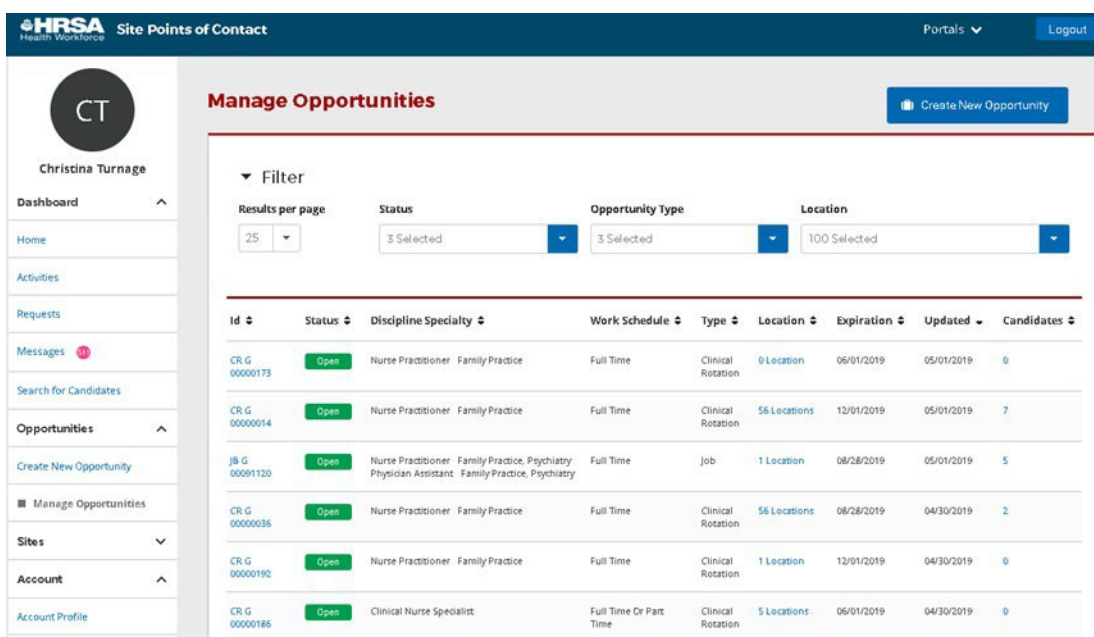 HRSA
Health Workforce
Site Points of Contact
Portals
Logout
CT
Christina Turnage
Dashboard
Home
Activities
Requests
Messages
Search for Candidates
Opportunities
Create New Opportunity
Manage Opportunities
Sites
Account
Account Profile
Manage Opportunities
Create New Opportunity
Filter
Results per page Status Opportunity Type Location
25 3 Selected 3 Selected 100 Selected
Id Status Discipline Specialty Work Schedule Type Location Expiration Updated Candidates
CR G Open Nurse Practitioner Family Practice Full Time Clinical 0 Location 06/01/2019 05/01/2019 0
00000173 Rotation
CR G Open Nurse Practitioner Family Practice Full Time Clinical 56 Locations 12/01/2019 05/01/2019 7
00000014 Rotation
JB G Open Nurse Practitioner Family Practice, Psychiatry Full Time Job 1 Location 08/28/2019 05/01/2019 5
00091120 Physician Assistant Family Practice, Psychiatry
CR G Open Nurse Practitioner Family Practice Full Time Clinical 56 Locations 08/28/2019 04/30/2019 2
00000036 Rotation
CR G Open Nurse Practitioner Family Practice Full Time Clinical 1 Location 12/01/2019 04/30/2019 0
00000192 Rotation
CR G Open Clinical Nurse Specialist Full Time Or Part Clinical 5 Locations 06/01/2019 04/30/2019 0
00000186 Time Rotation